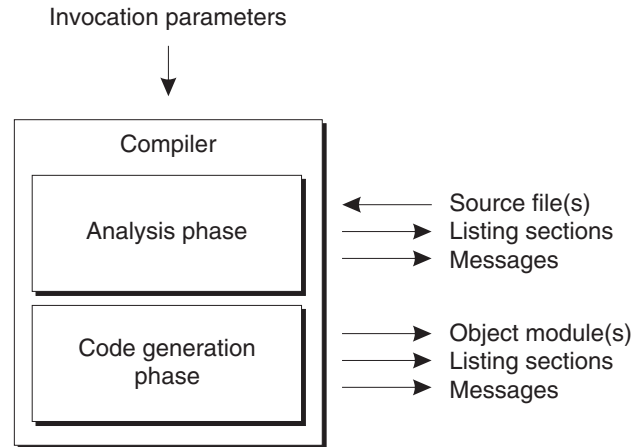 Invocation parameters
Compiler
Analysis phase
Source file(s)
Listing sections
Messages
Code generation
phase
Object module(s)
Listing sections
Messages